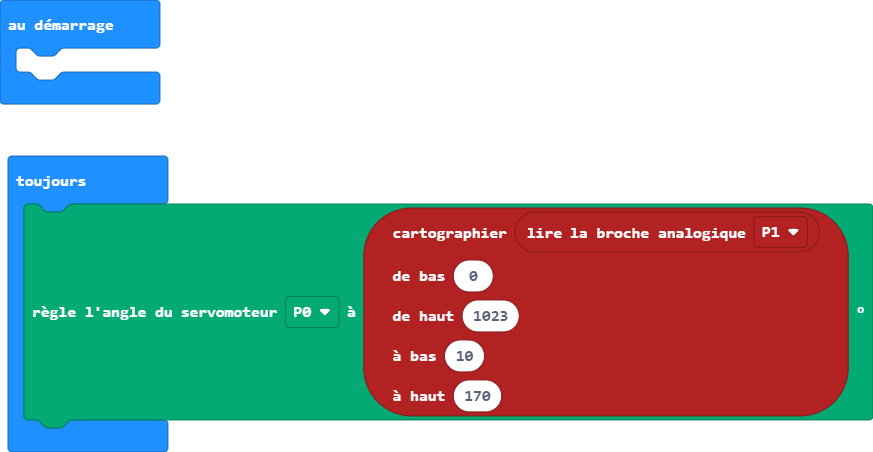 au démarrage
toujours
cartographier lire la broche analogique P1
de bas 0
règle l'angle du servomoteur P0 à
de haut 1023
à bas 10
à haut 170
°